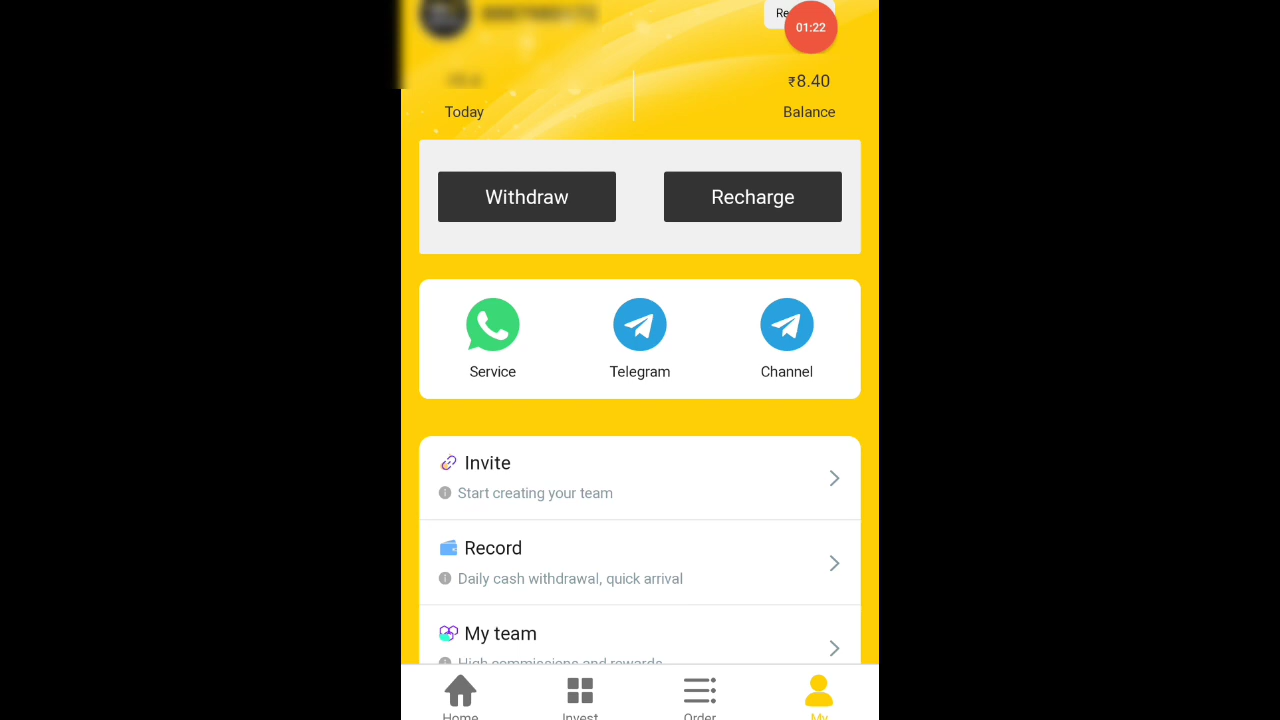 Re
01:22
₹8.40
Today
Balance
Withdraw
Recharge
Service
Telegram
Channel
Invite
Start creating your team
Record
Daily cash withdrawal, quick arrival
My team
High commissions and rewards
Home
Invest
Order
My